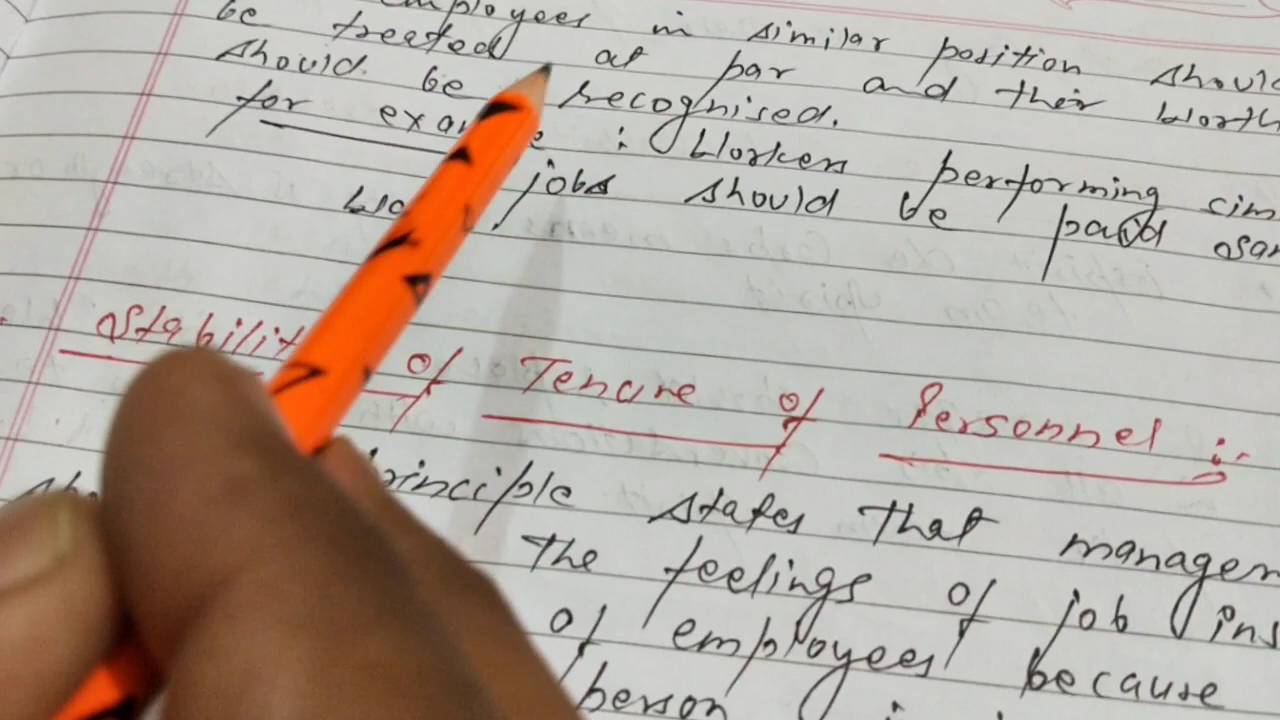 employees in similar position should
be treated at par and their worth
should be recognised.
for : Workers performing sim
jobs should be paid
Stability of Tenure of Personnel :-
principle states that managem
the feelings of job ins
of employees because
person